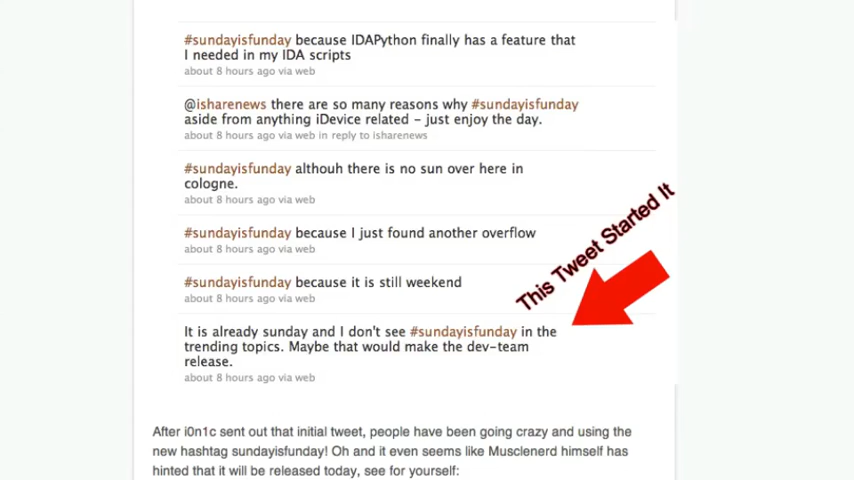 #sundayisfunday because IDAPython finally has a feature that
I needed in my IDA scripts
about 8 hours ago via web
@isharenews there are so many reasons why #sundayisfunday
aside from anything iDevice related – just enjoy the day.
about 8 hours ago via web in reply to isharenews
#sundayisfunday althouh there is no sun over here in
cologne.
about 8 hours ago via web
#sundayisfunday because I just found another overflow
about 8 hours ago via web
#sundayisfunday because it is still weekend
about 8 hours ago via web
This Tweet Started It
It is already sunday and I don't see #sundayisfunday in the
trending topics. Maybe that would make the dev-team
release.
about 8 hours ago via web
After i0n1c sent out that initial tweet, people have been going crazy and using the
new hashtag sundayisfunday! Oh and it even seems like Musclenerd himself has
hinted that it will be released today, see for yourself: